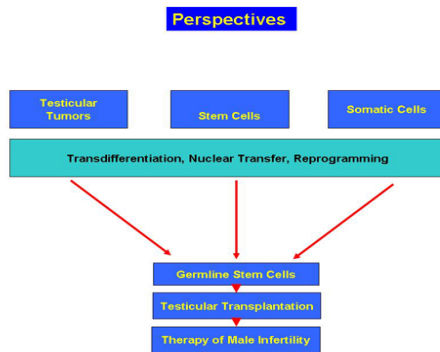 Perspectives
Testicular
Tumors
Stem Cells
Somatic Cells
Transdifferentiation, Nuclear Transfer, Reprogramming
Germline Stem Cells
Testicular Transplantation
Therapy of Male Infertility